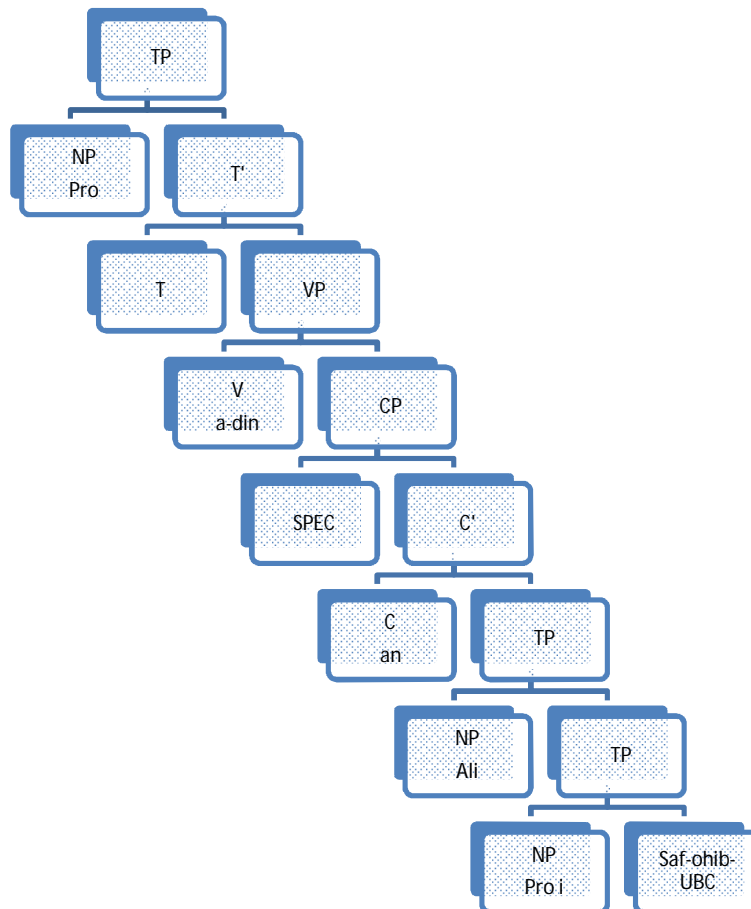 TP
NP
Pro
T'
T
VP
V
a-din
CP
SPEC
C'
C
an
TP
NP
Ali
TP
NP
Pro i
Saf-ohib-
UBC